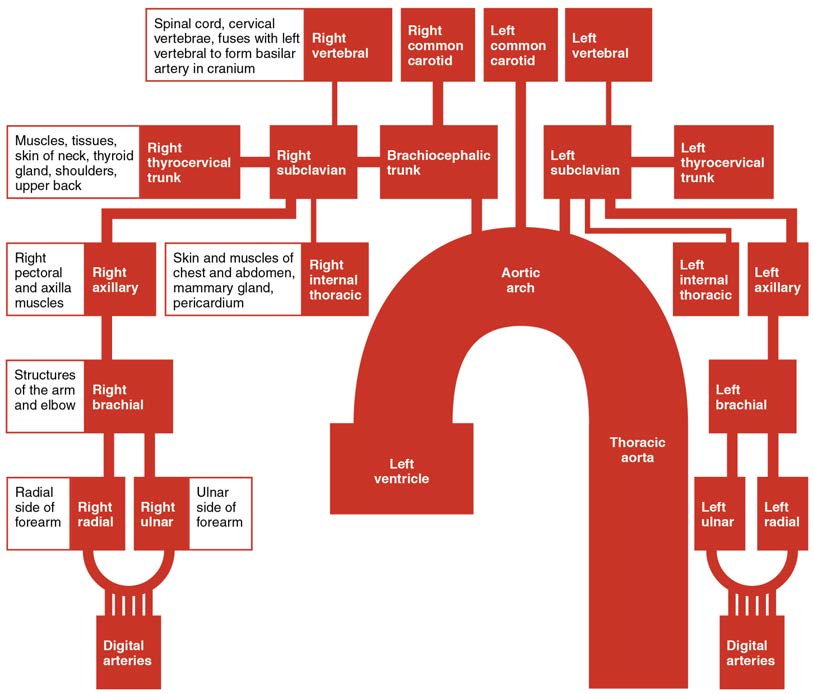 Spinal cord, cervical
vertebrae, fuses with left
vertebral to form basilar
artery in cranium
Right
vertebral
Right
common
carotid
Left
common
carotid
Left
vertebral
Muscles, tissues,
skin of neck, thyroid
gland, shoulders,
upper back
Right
thyrocervical
trunk
Right
subclavian
Brachiocephalic
trunk
Left
subclavian
Left
thyrocervical
trunk
Right
pectoral
and axilla
muscles
Right
axillary
Skin and muscles of
chest and abdomen,
mammary gland,
pericardium
Right
internal
thoracic
Aortic
arch
Left
internal
thoracic
Left
axillary
Structures
of the arm
and elbow
Right
brachial
Left
brachial
Left
ventricle
Thoracic
aorta
Radial
side of
forearm
Right
radial
Right
ulnar
Ulnar
side of
forearm
Left
ulnar
Left
radial
Digital
arteries
Digital
arteries